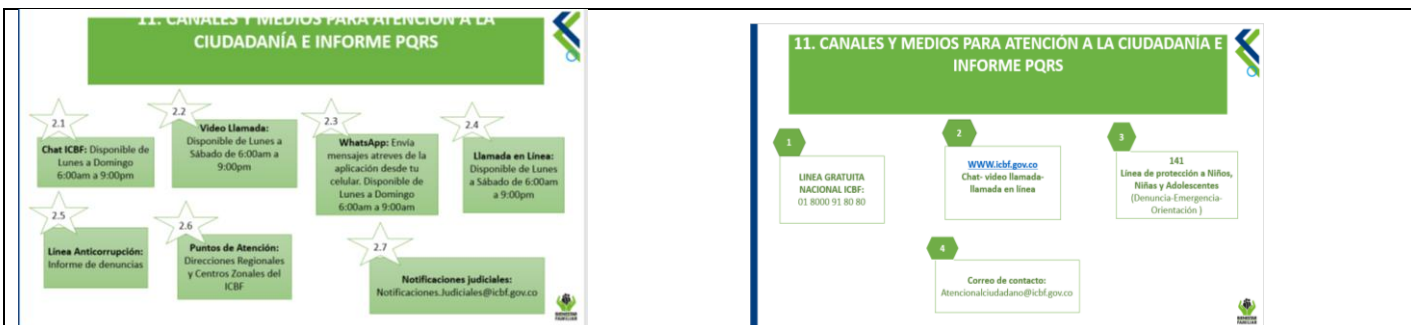 11. CANALES Y MEDIOS PARA ATENCIÓN A LA
CIUDADANÍA E INFORME PQRS
2.1
Chat ICBF: Disponible de
Lunes a Domingo
6:00am a 9:00pm
2.2
Video Llamada:
Disponible de Lunes a
Sábado de 6:00am a
9:00pm
2.3
WhatsApp: Envía
mensajes atreves de la
aplicación desde tu
celular. Disponible de
Lunes a Domingo
6:00am a 9:00am
2.4
Llamada en Línea:
Disponible de Lunes
a Sábado de 6:00am
a 9:00pm
2.5
Línea Anticorrupción:
Informe de denuncias
2.6
Puntos de Atención:
Direcciones Regionales
y Centros Zonales del
ICBF
2.7
Notificaciones judiciales:
Notificaciones.Judiciales@icbf.gov.co
BIENESTAR
FAMILIAR
11. CANALES Y MEDIOS PARA ATENCIÓN A LA CIUDADANÍA E
INFORME PQRS
1
LINEA GRATUITA
NACIONAL ICBF:
01 8000 91 80 80
2
WWW.icbf.gov.co
Chat- video llamada-
llamada en línea
3
141
Línea de protección a Niños,
Niñas y Adolescentes
(Denuncia-Emergencia-
Orientación )
4
Correo de contacto:
Atencionalciudadano@icbf.gov.co
BIENESTAR
FAMILIAR